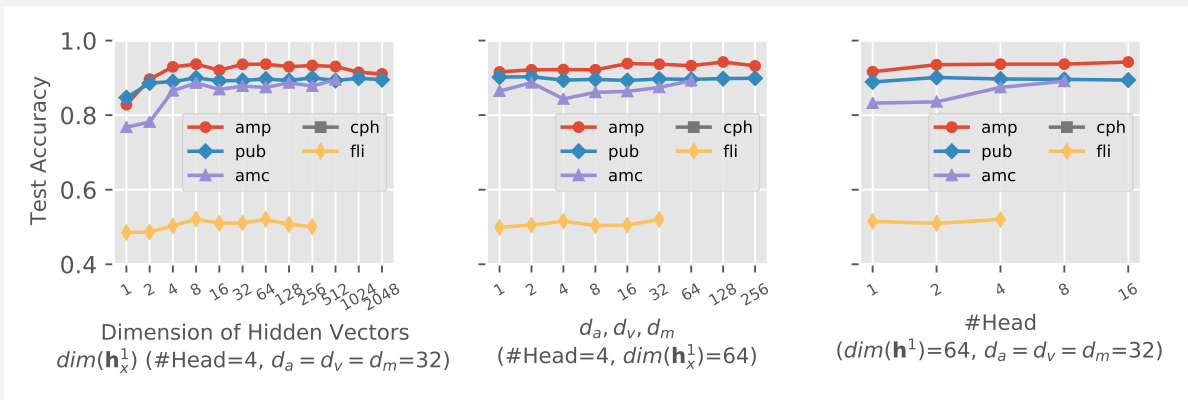 1.0
0.8
0.6
0.4
Test Accuracy
amp
pub
amc
cph
fli
1 2 4 8 16 32 64 128 256 512 1024 2048
Dimension of Hidden Vectors
dim(h¹ₓ) (#Head=4, dₐ = dᵥ = dₘ=32)
amp
pub
amc
cph
fli
1 2 4 8 16 32 64 128 256
dₐ, dᵥ, dₘ
(#Head=4, dim(h¹ₓ)=64)
amp
pub
amc
cph
fli
1 2 4 8 16
#Head
(dim(h¹)=64, dₐ = dᵥ = dₘ=32)